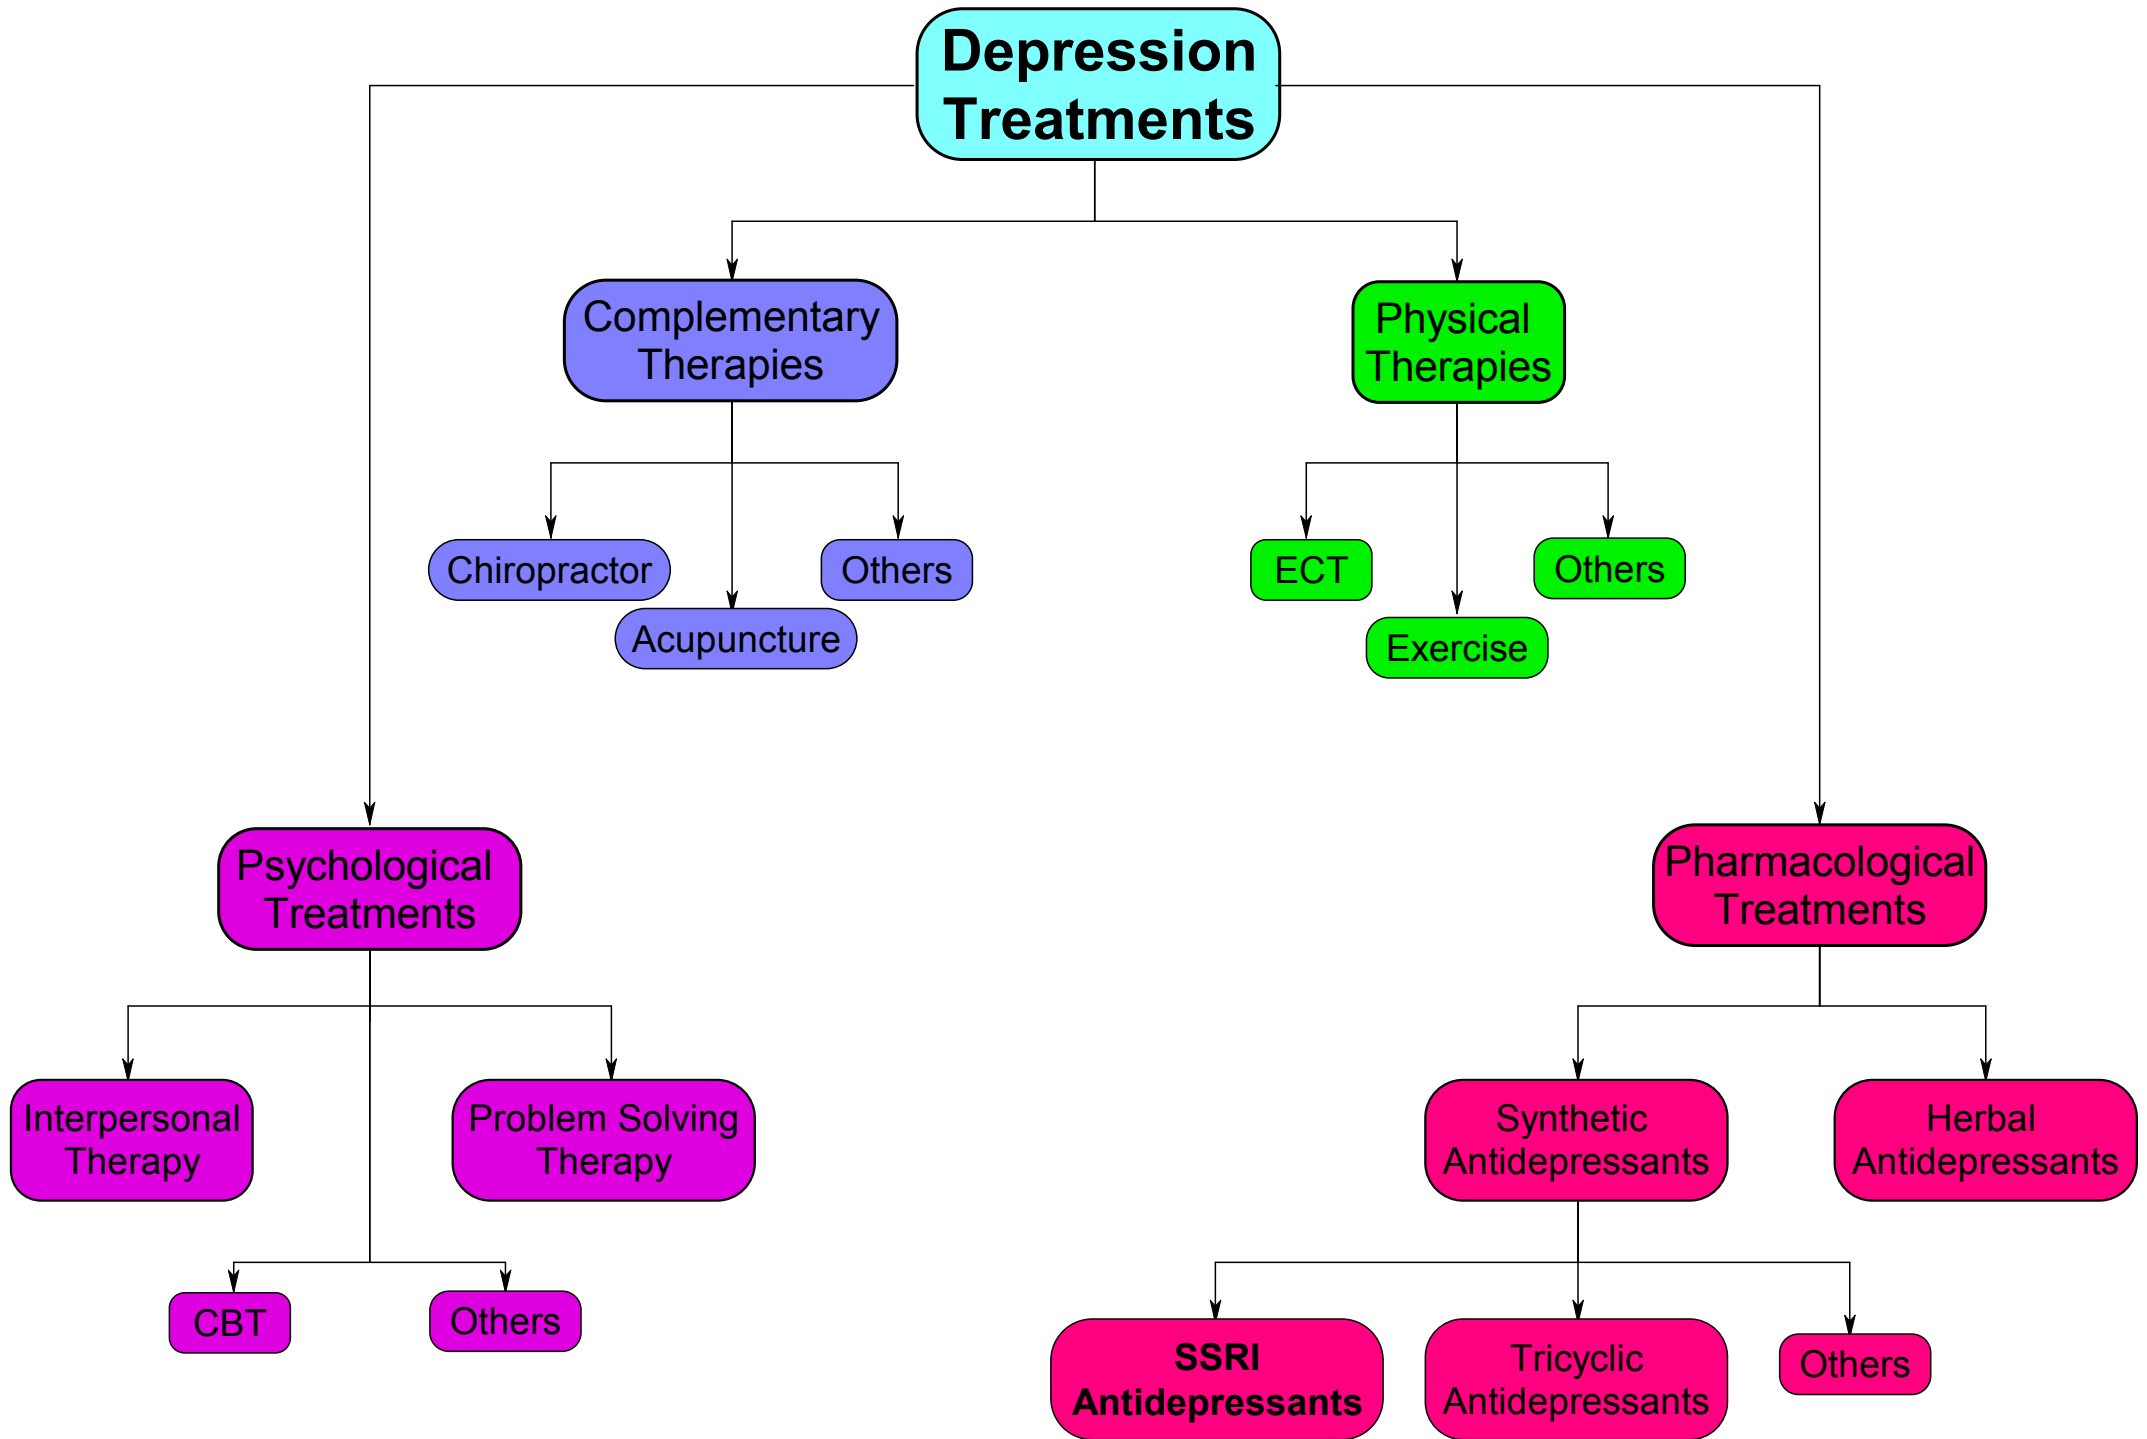 Depression
Treatments
Complementary
Therapies
Physical
Therapies
Chiropractor
Others
Acupuncture
ECT
Others
Exercise
Psychological
Treatments
Pharmacological
Treatments
Interpersonal
Therapy
Problem Solving
Therapy
Synthetic
Antidepressants
Herbal
Antidepressants
CBT
Others
SSRI
Antidepressants
Tricyclic
Antidepressants
Others